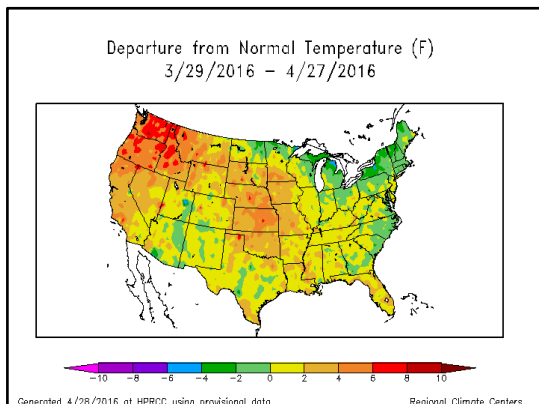 Departure from Normal Temperature (F)
3/29/2016 – 4/27/2016
-10 -8 -6 -4 -2 0 2 4 6 8 10
Generated 4/28/2016 at HPRCC using provisional data.
Regional Climate Centers